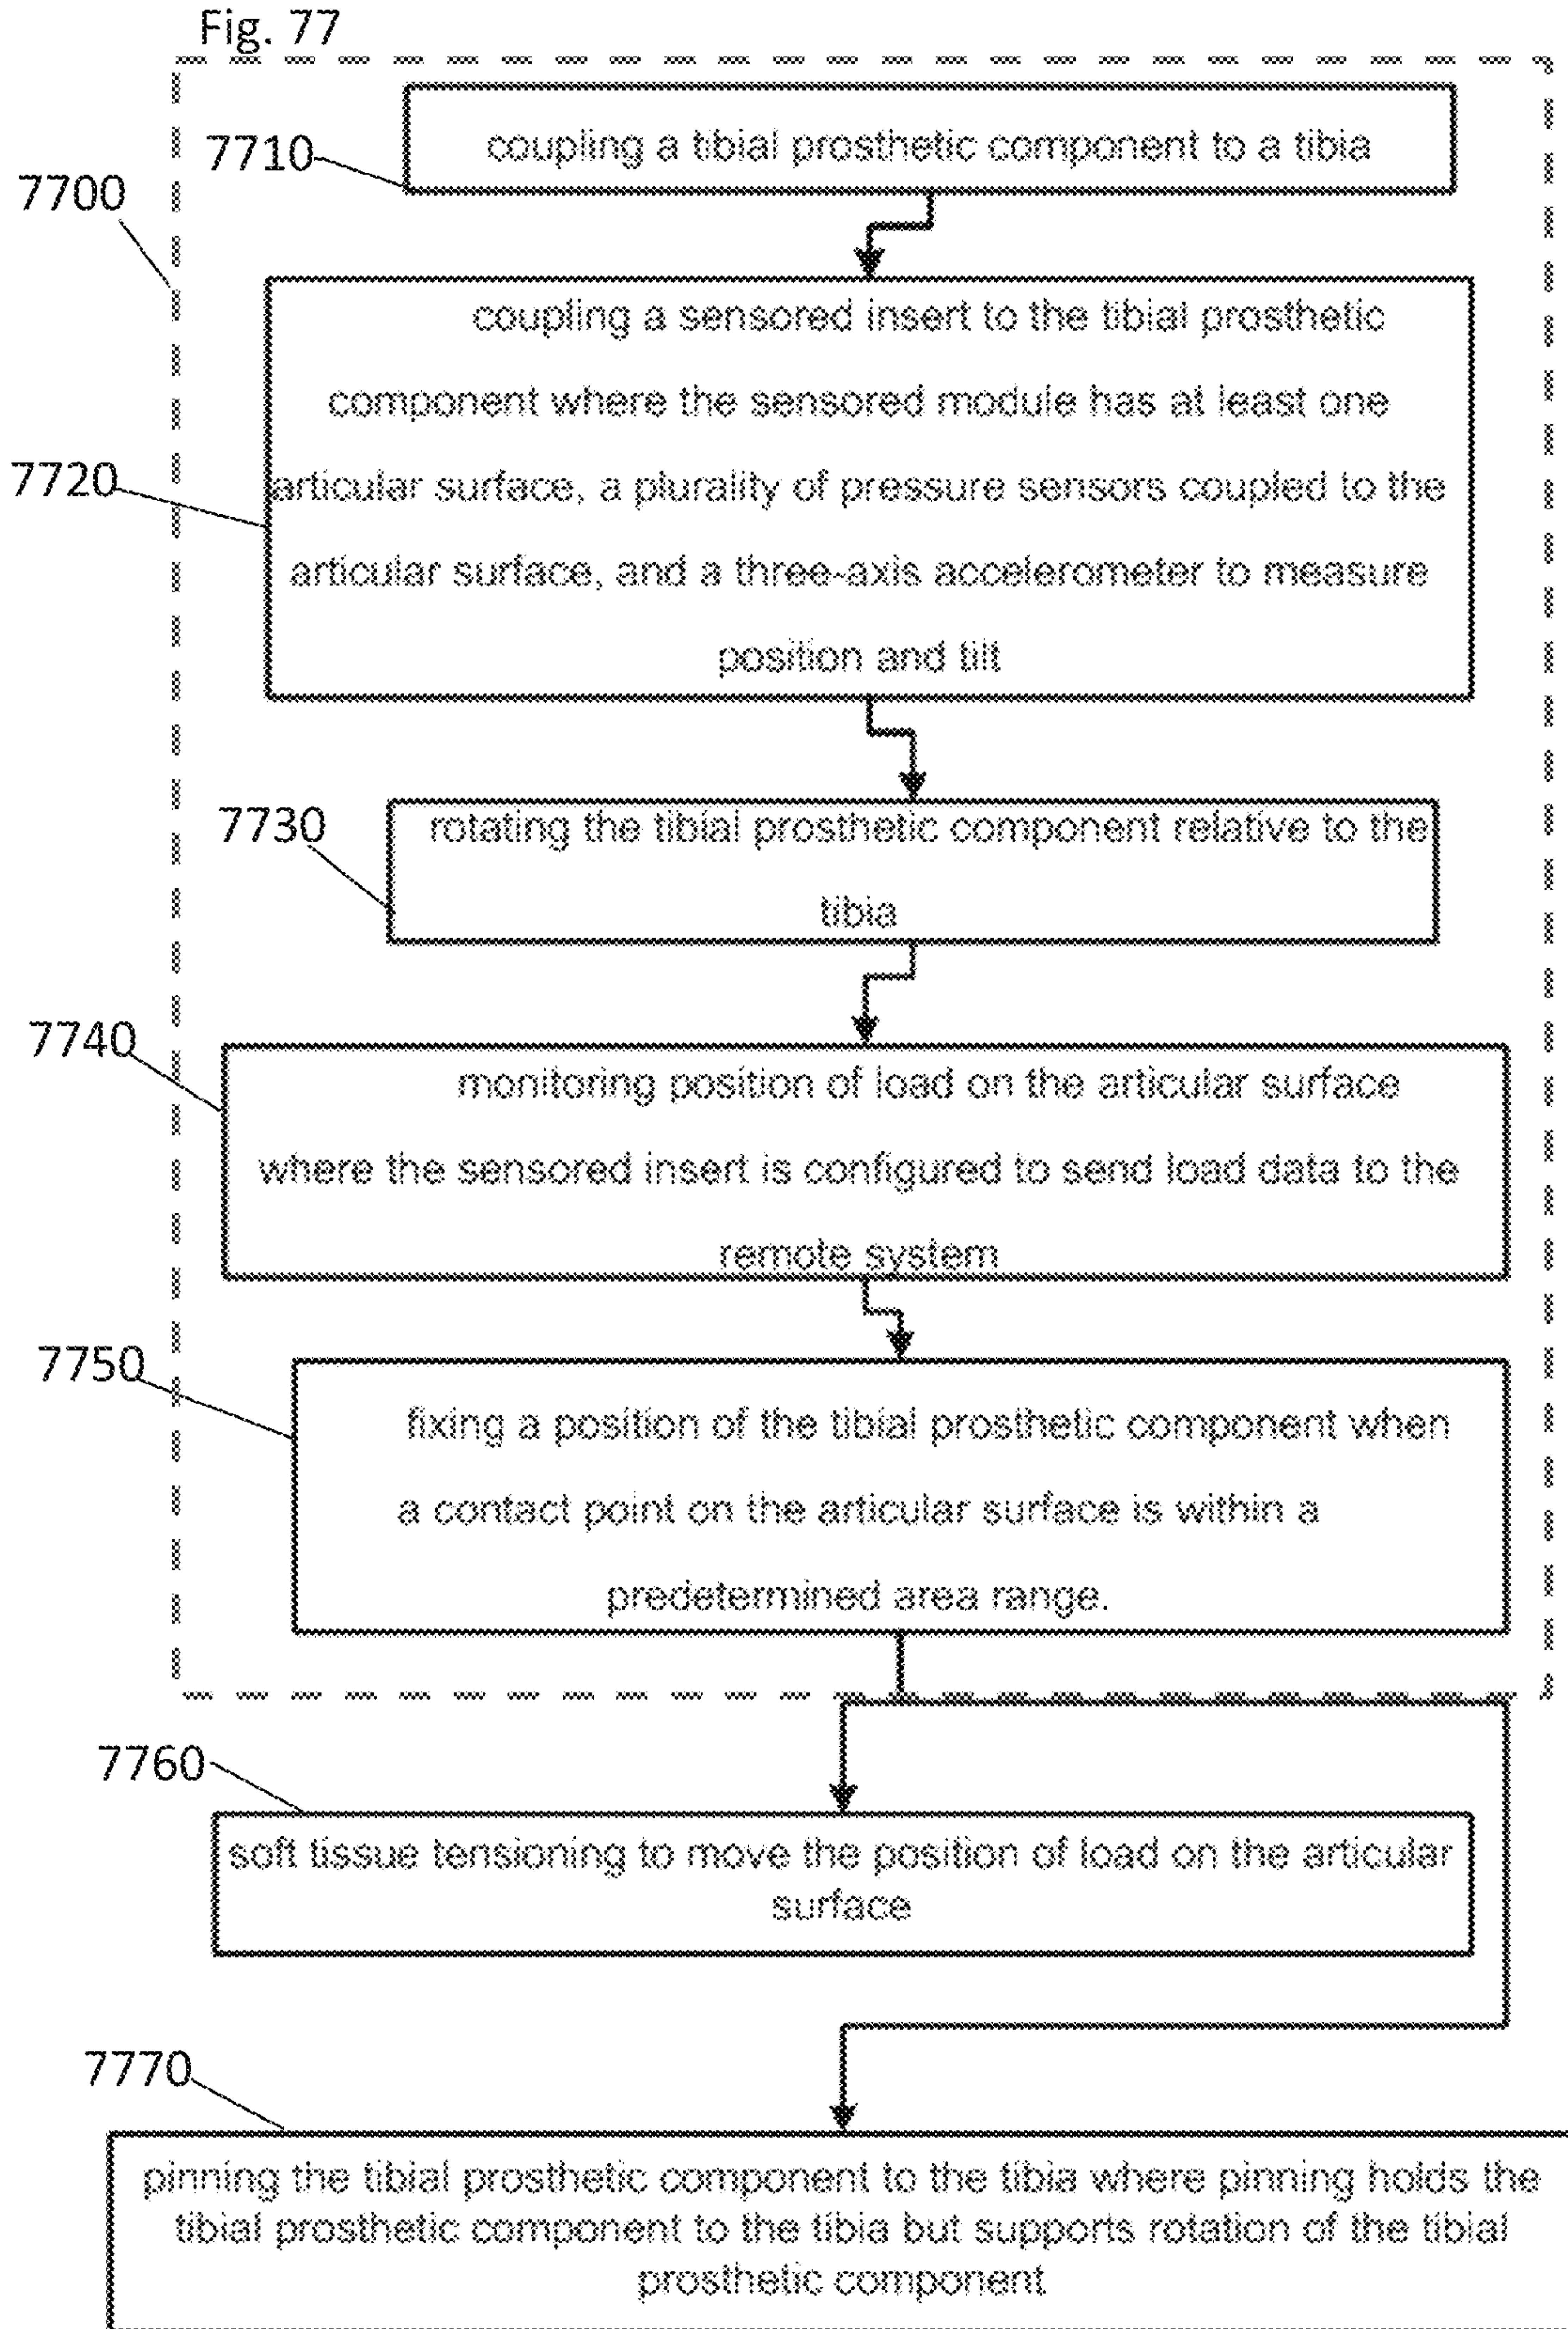 Fig. 77
7700
7710
coupling a tibial prosthetic component to a tibia
7720
coupling a sensored insert to the tibial prosthetic
component where the sensored module has at least one
articular surface, a plurality of pressure sensors coupled to the
articular surface, and a three-axis accelerometer to measure
position and tilt
7730
rotating the tibial prosthetic component relative to the
tibia
7740
monitoring position of load on the articular surface
where the sensored insert is configured to send load data to the
remote system
7750
fixing a position of the tibial prosthetic component when
a contact point on the articular surface is within a
predetermined area range.
7760
soft tissue tensioning to move the position of load on the articular
surface
7770
pinning the tibial prosthetic component to the tibia where pinning holds the
tibial prosthetic component to the tibia but supports rotation of the tibial
prosthetic component